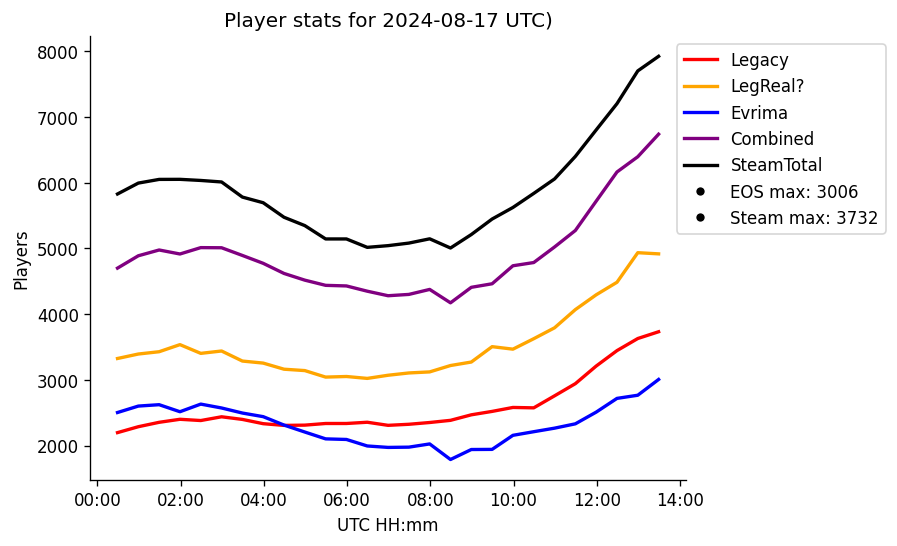 Player stats for 2024-08-17 UTC)
Legacy
LegReal?
Evrima
Combined
SteamTotal
EOS max: 3006
Steam max: 3732
8000
7000
6000
5000
4000
3000
2000
Players
00:00 02:00 04:00 06:00 08:00 10:00 12:00 14:00
UTC HH:mm